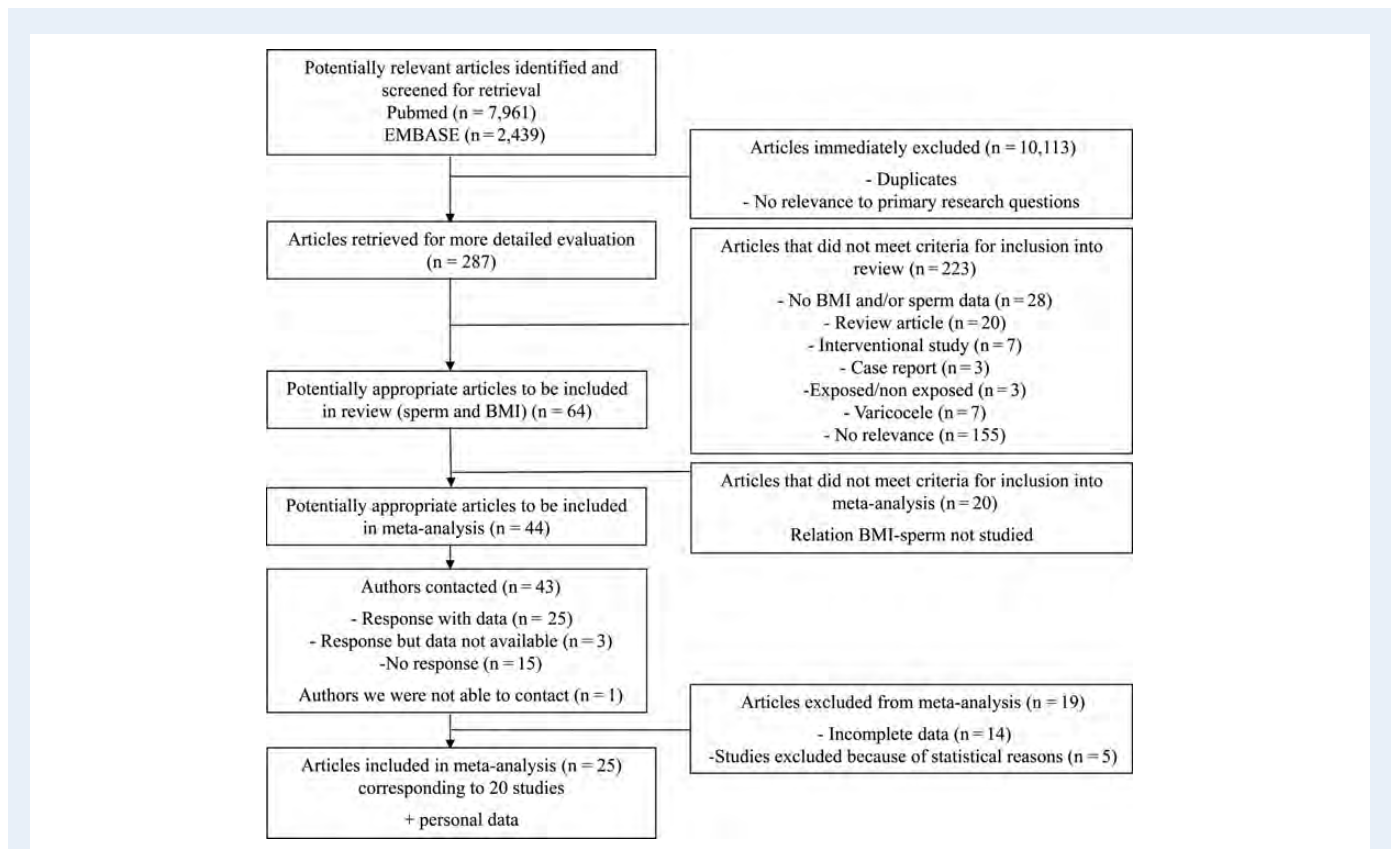 Potentially relevant articles identified and
screened for retrieval
Pubmed (n = 7,961)
EMBASE (n = 2,439)
Articles immediately excluded (n = 10,113)
- Duplicates
- No relevance to primary research questions
Articles retrieved for more detailed evaluation
(n = 287)
Articles that did not meet criteria for inclusion into
review (n = 223)
- No BMI and/or sperm data (n = 28)
- Review article (n = 20)
- Interventional study (n = 7)
- Case report (n = 3)
-Exposed/non exposed (n = 3)
- Varicocele (n = 7)
- No relevance (n = 155)
Potentially appropriate articles to be included
in review (sperm and BMI) (n = 64)
Articles that did not meet criteria for inclusion into
meta-analysis (n = 20)
Relation BMI-sperm not studied
Potentially appropriate articles to be included
in meta-analysis (n = 44)
Authors contacted (n = 43)
- Response with data (n = 25)
- Response but data not available (n = 3)
-No response (n = 15)
Authors we were not able to contact (n = 1)
Articles excluded from meta-analysis (n = 19)
- Incomplete data (n = 14)
-Studies excluded because of statistical reasons (n = 5)
Articles included in meta-analysis (n = 25)
corresponding to 20 studies
+ personal data